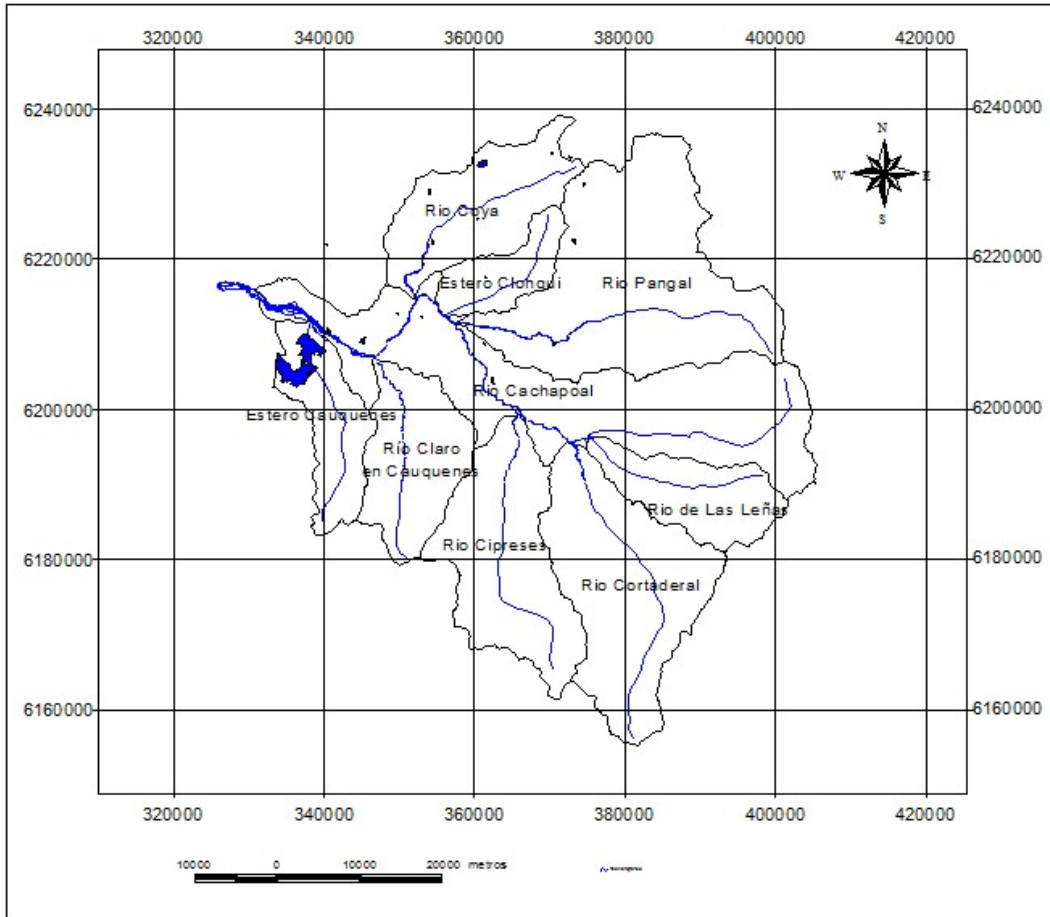 320000 340000 360000 380000 400000 420000
6240000 6240000
N
W E
S
Rio Coya
6220000 6220000
Estero Clonqui Rio Pangal
Rio Cachapoal
6200000 6200000
Estero Cauquenes
Rio Claro
en Cauquenes
Rio de Las Leñas
Rio Cipreses
6180000 6180000
Rio Cortaderal
6160000 6160000
320000 340000 360000 380000 400000 420000
10000 0 10000 20000 metros